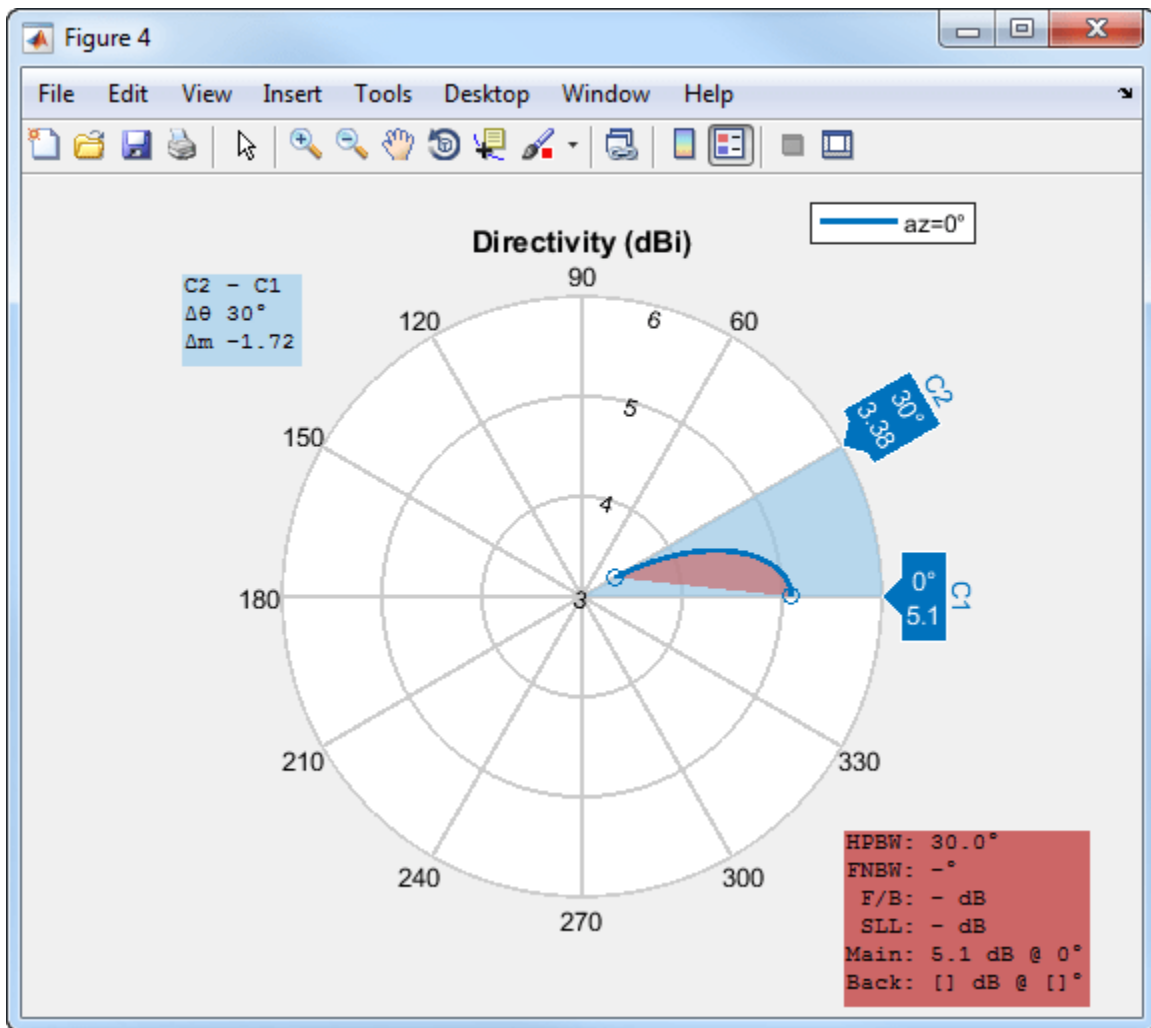 Figure 4
File Edit View Insert Tools Desktop Window Help
az=0°
Directivity (dBi)
C2 - C1
Δθ 30°
Δm -1.72
90
120
6
60
5
C2
30°
3.38
150
4
180
3
0°
5.1
C1
210
330
240
300
270
HPBW: 30.0°
FNBW: -°
F/B: - dB
SLL: - dB
Main: 5.1 dB @ 0°
Back: [] dB @ []°